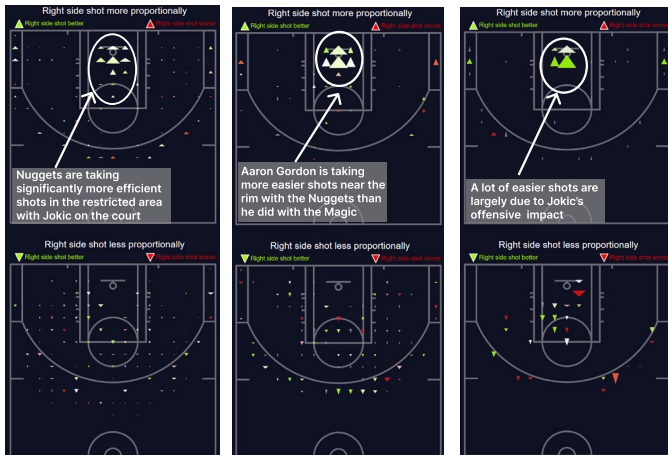 Right side shot more proportionally
Right side shot better
Right side shot worse
Nuggets are taking
significantly more efficient
shots in the restricted area
with Jokic on the court
Right side shot more proportionally
Right side shot better
Right side shot worse
Aaron Gordon is taking
more easier shots near the
rim with the Nuggets than
he did with the Magic
Right side shot more proportionally
Right side shot better
Right side shot worse
A lot of easier shots are
largely due to Jokic's
offensive impact
Right side shot less proportionally
Right side shot better
Right side shot worse
Right side shot less proportionally
Right side shot better
Right side shot worse
Right side shot less proportionally
Right side shot better
Right side shot worse